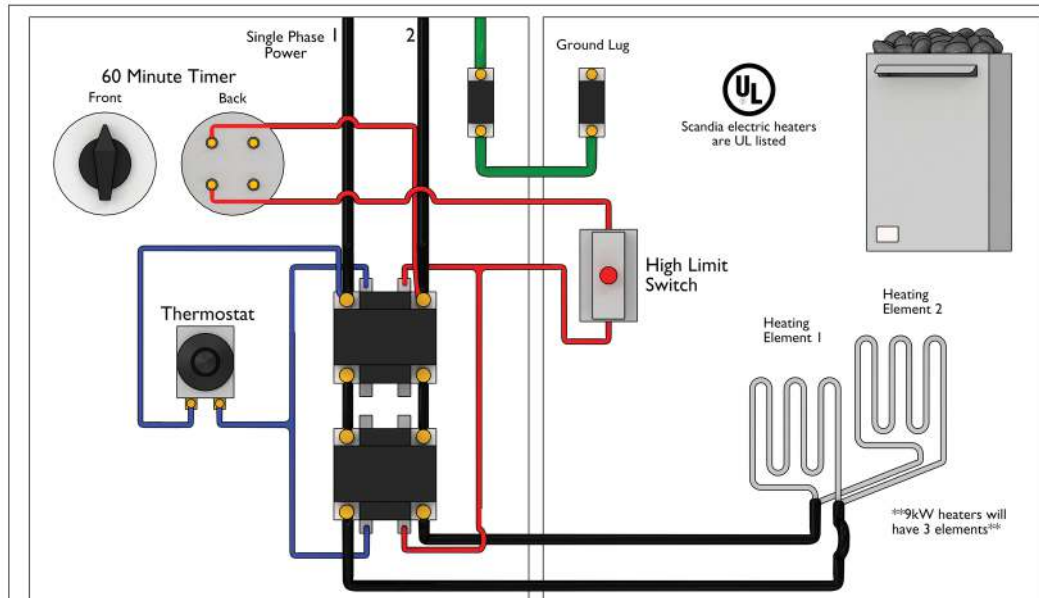 Single Phase
Power
1
2
Ground Lug
60 Minute Timer
Front
Back
UL
Scandia electric heaters
are UL listed
High Limit
Switch
Thermostat
Heating
Element 1
Heating
Element 2
**9kW heaters will
have 3 elements**